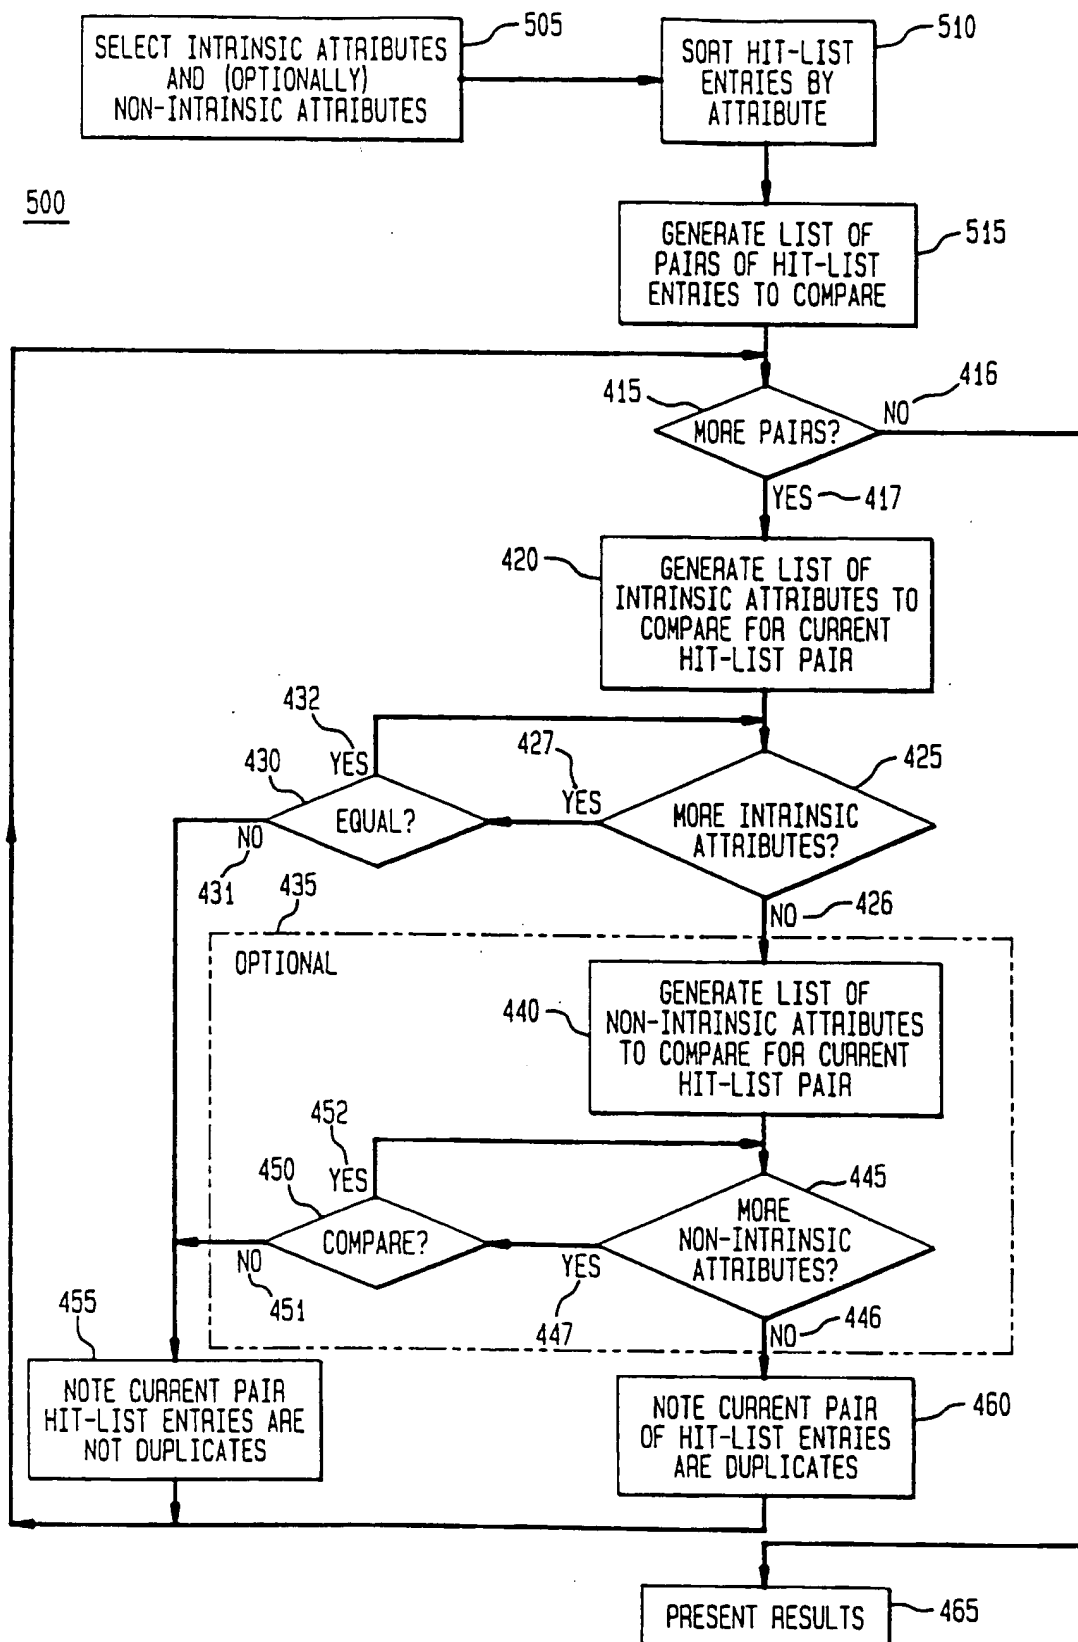 505
SELECT INTRINSIC ATTRIBUTES
AND (OPTIONALLY)
NON-INTRINSIC ATTRIBUTES
510
SORT HIT-LIST
ENTRIES BY
ATTRIBUTE
500
515
GENERATE LIST OF
PAIRS OF HIT-LIST
ENTRIES TO COMPARE
415
MORE PAIRS?
NO
416
YES
417
420
GENERATE LIST OF
INTRINSIC ATTRIBUTES TO
COMPARE FOR CURRENT
HIT-LIST PAIR
432
YES
427
YES
425
430
EQUAL?
MORE INTRINSIC
ATTRIBUTES?
NO
431
435
NO
426
OPTIONAL
440
GENERATE LIST OF
NON-INTRINSIC ATTRIBUTES
TO COMPARE FOR CURRENT
HIT-LIST PAIR
452
YES
450
COMPARE?
445
MORE
NON-INTRINSIC
ATTRIBUTES?
NO
451
YES
447
NO
446
455
NOTE CURRENT PAIR
HIT-LIST ENTRIES ARE
NOT DUPLICATES
460
NOTE CURRENT PAIR
OF HIT-LIST ENTRIES
ARE DUPLICATES
PRESENT RESULTS
465